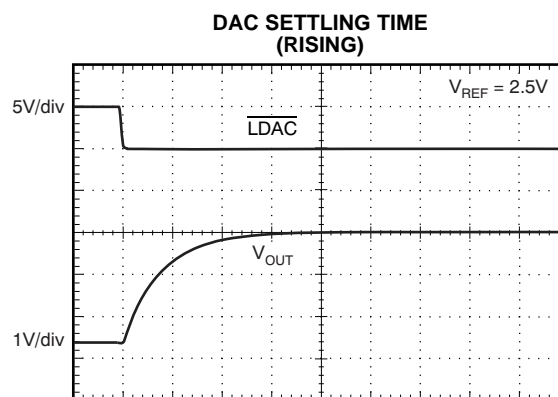 DAC SETTLING TIME
(RISING)
5V/div
V_REF = 2.5V
LDAC
V_OUT
1V/div